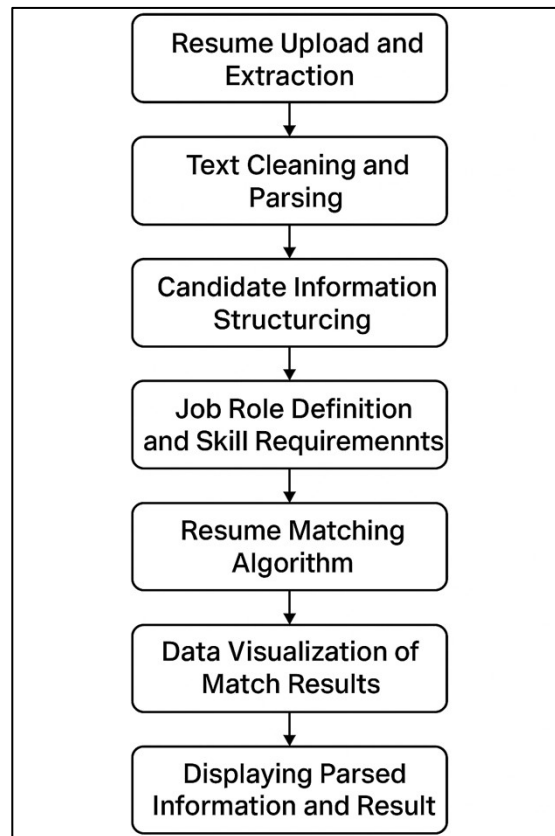 Resume Upload and
Extraction
Text Cleaning and
Parsing
Candidate Information
Structurcing
Job Role Definition
and Skill Requiremennts
Resume Matching
Algorithm
Data Visualization of
Match Results
Displaying Parsed
Information and Result